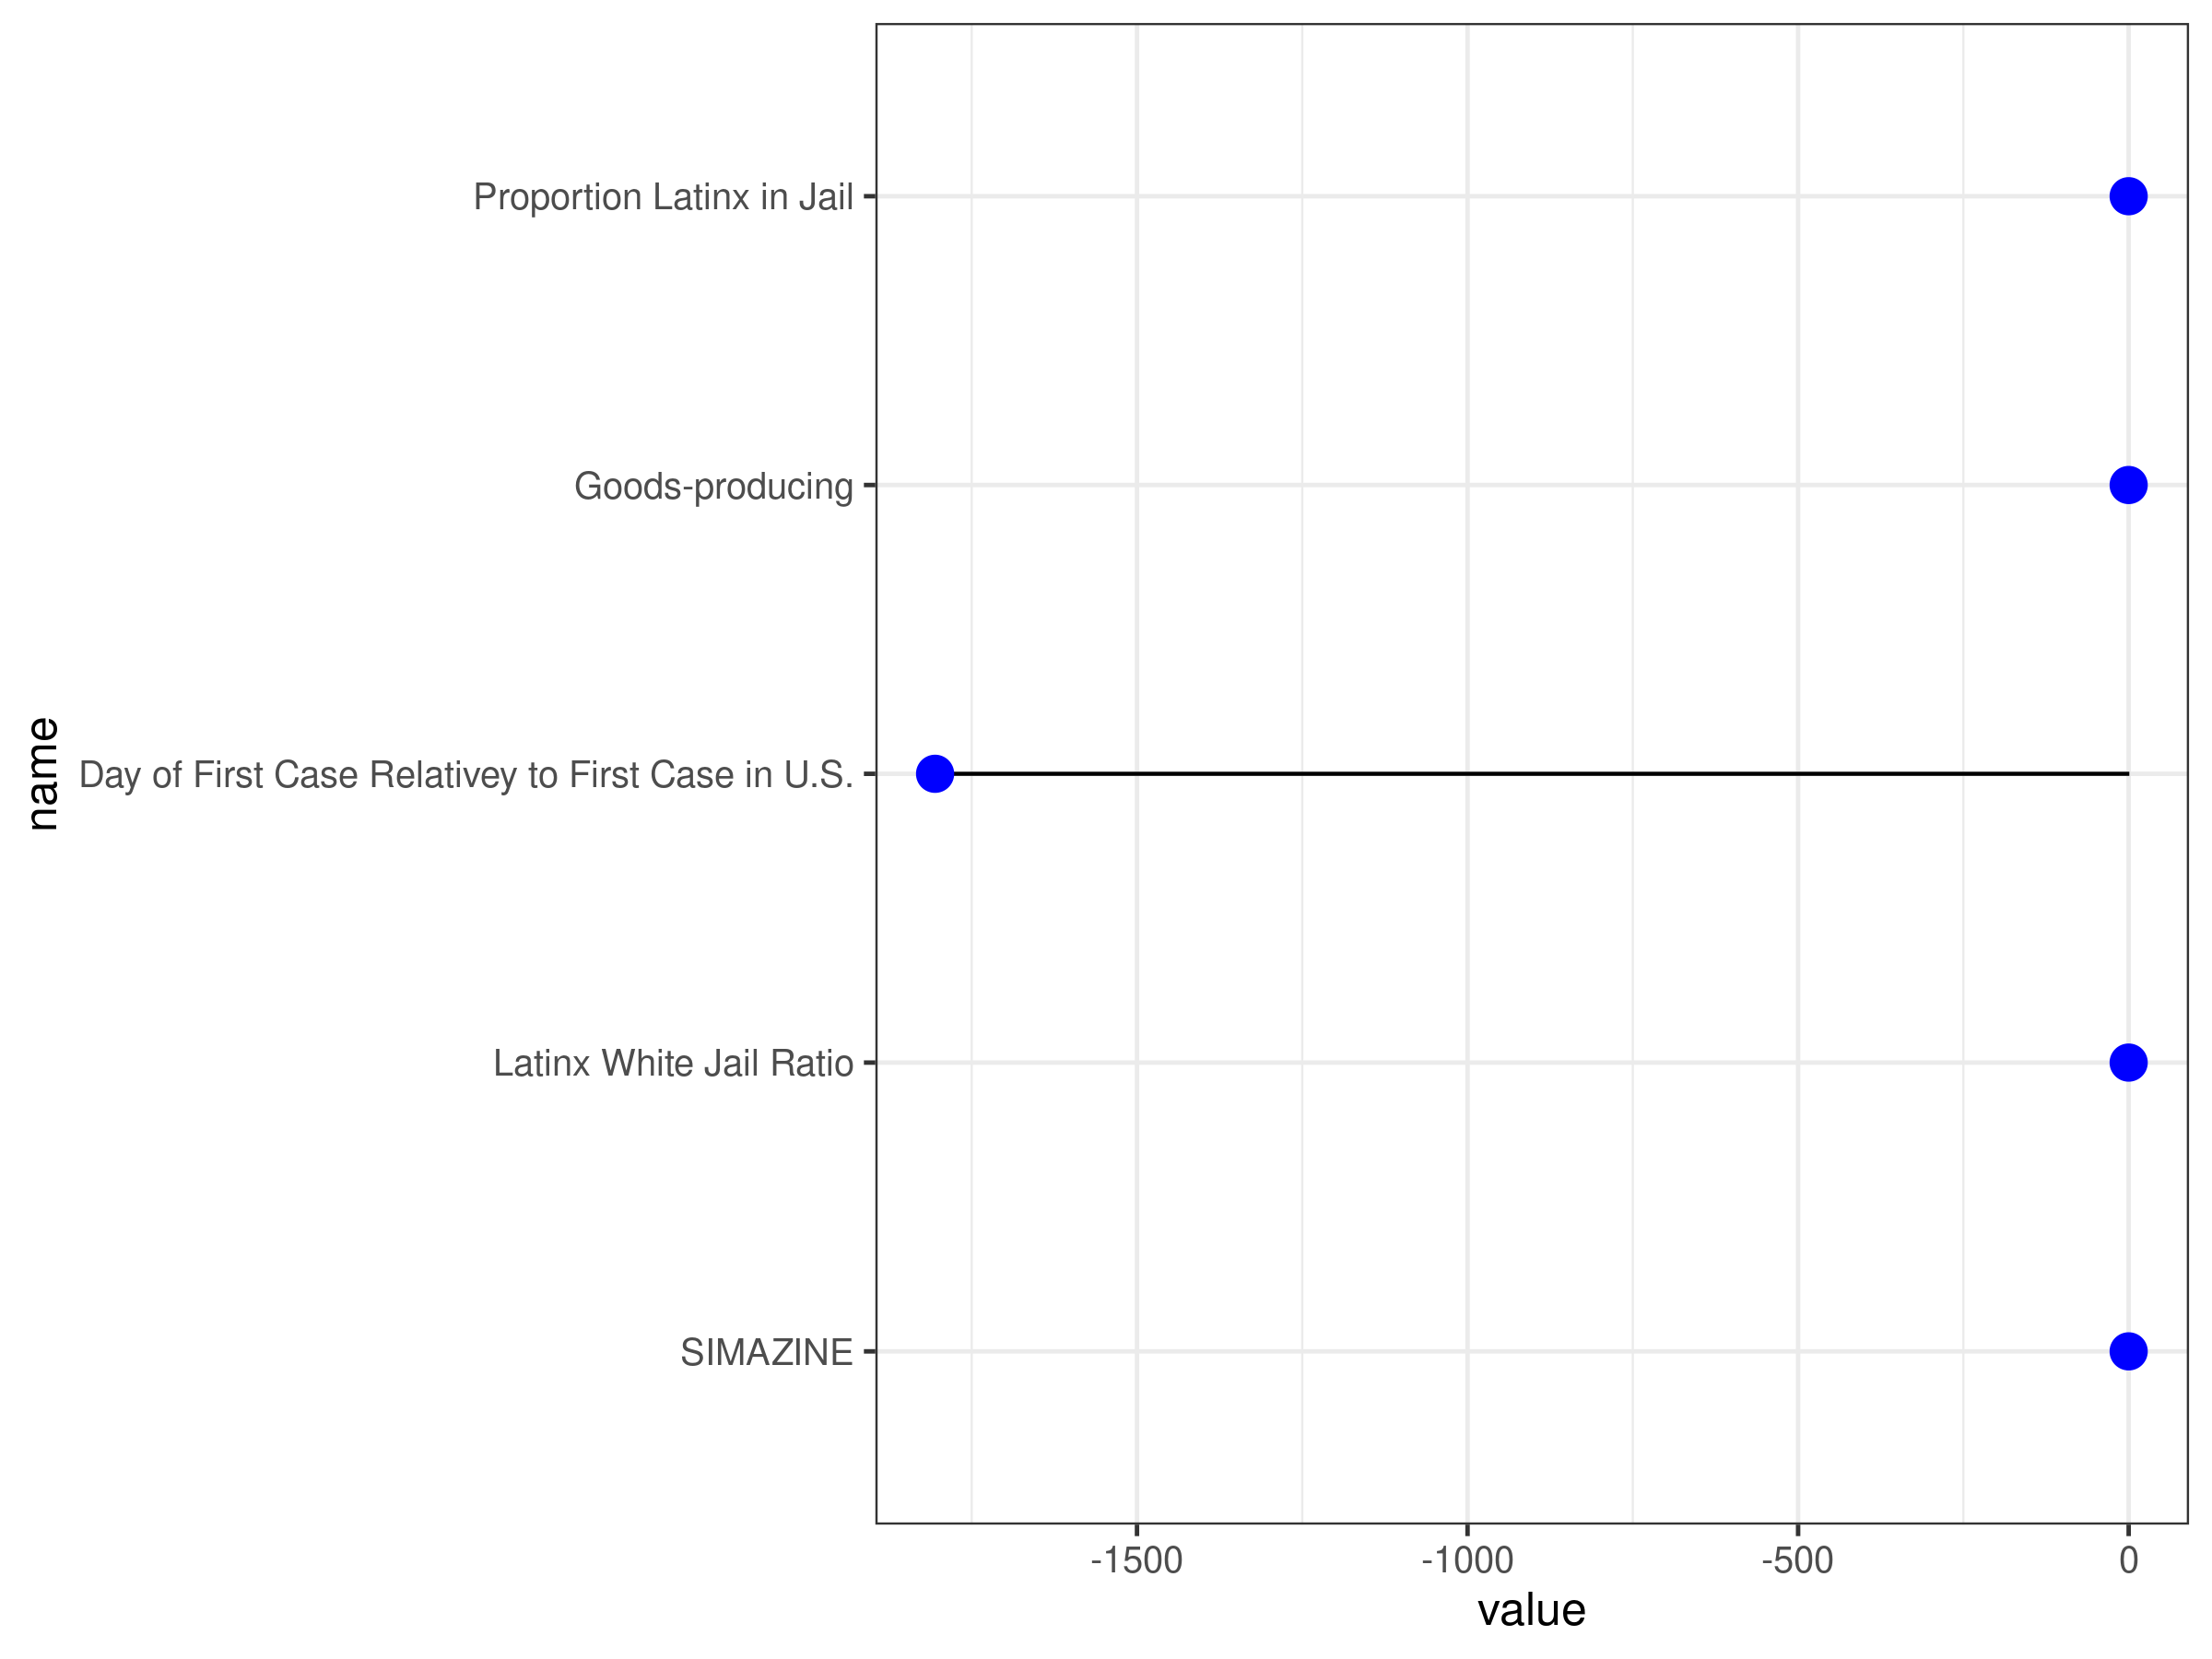 Proportion Latinx in Jail
Goods-producing
Day of First Case Relativey to First Case in U.S.
Latinx White Jail Ratio
SIMAZINE
name
-1500
-1000
-500
0
value